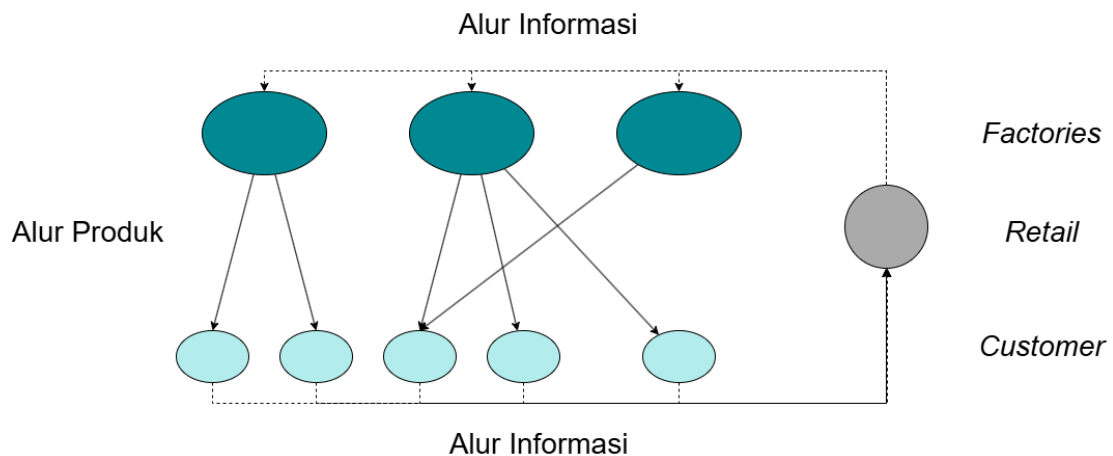 Alur Informasi
Factories
Alur Produk
Retail
Customer
Alur Informasi